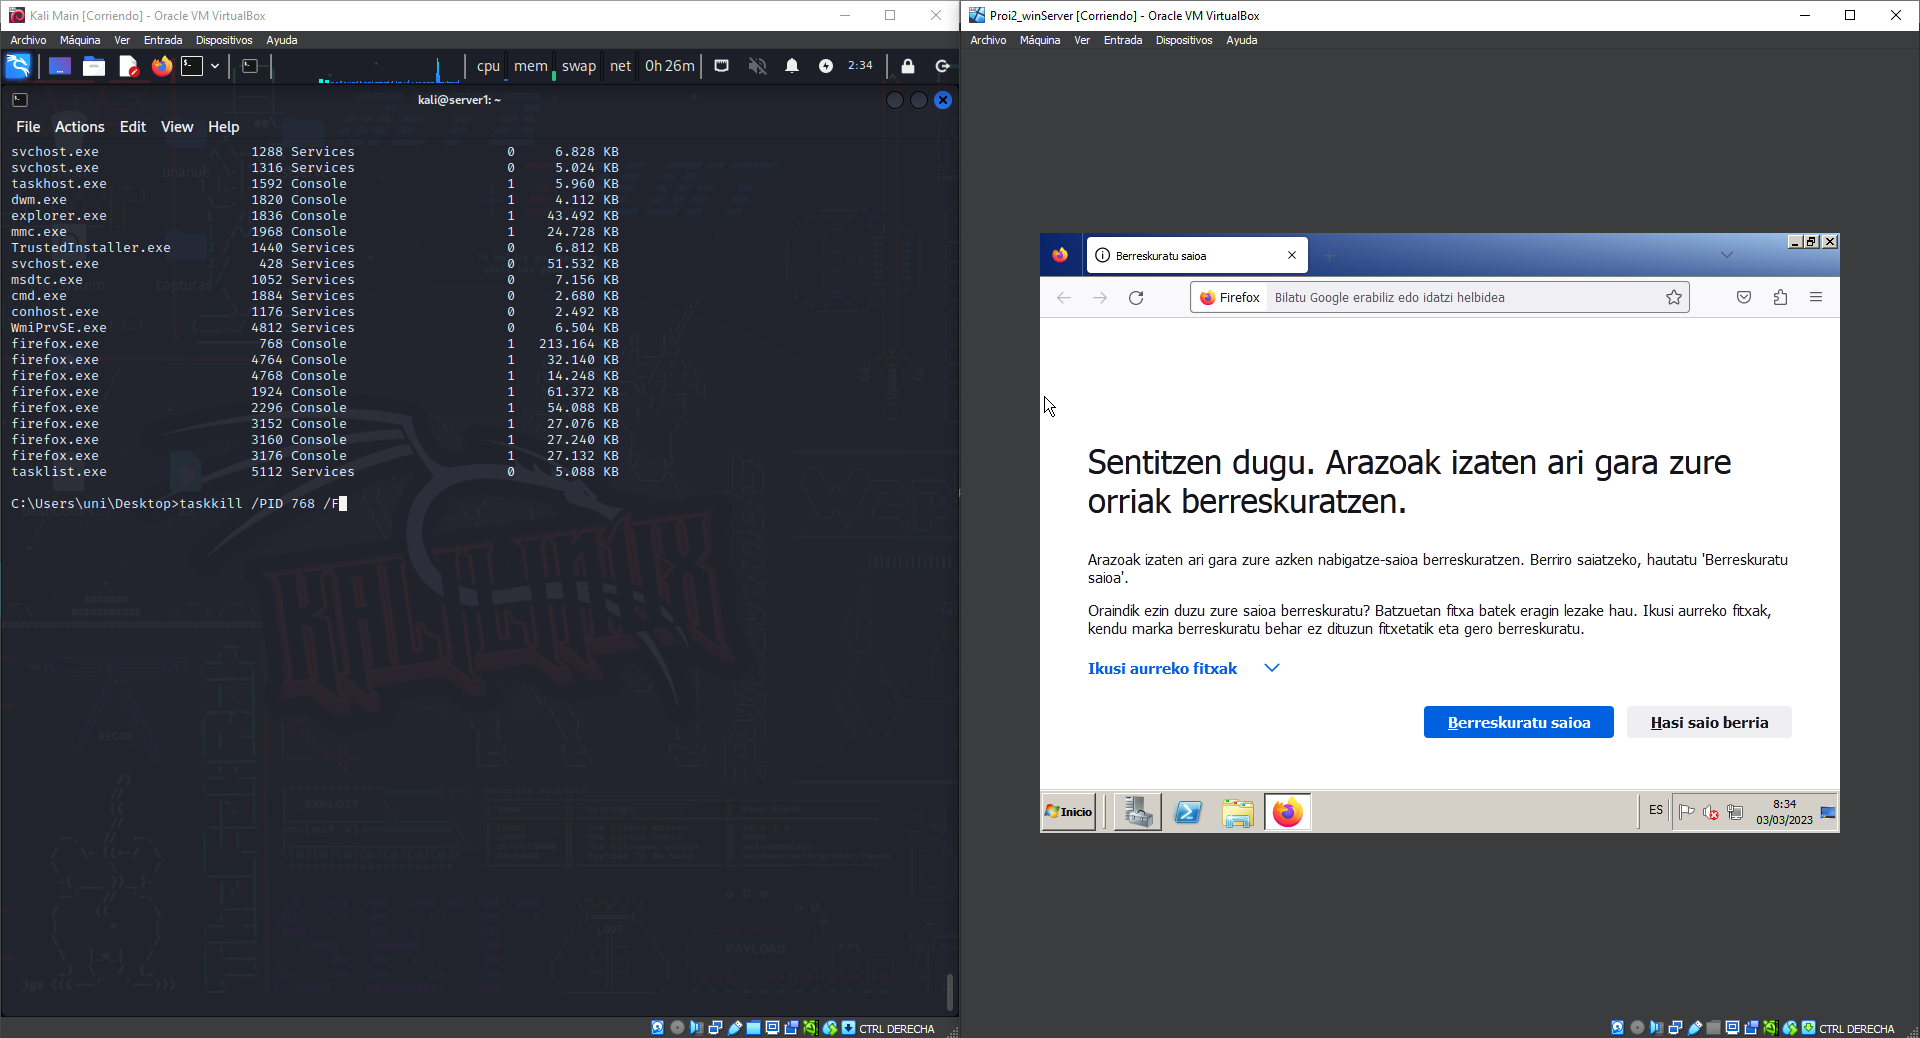 Kali Main [Corriendo] - Oracle VM VirtualBox
Archivo Máquina Ver Entrada Dispositivos Ayuda
cpu mem swap net 0h 26m 2:34
kali@server1: ~
File Actions Edit View Help
svchost.exe 1288 Services 0 6.828 KB
svchost.exe 1316 Services 0 5.024 KB
taskhost.exe 1592 Console 1 5.960 KB
dwm.exe 1820 Console 1 4.112 KB
explorer.exe 1836 Console 1 43.492 KB
mmc.exe 1968 Console 1 24.728 KB
TrustedInstaller.exe 1440 Services 0 6.812 KB
svchost.exe 428 Services 0 51.532 KB
msdtc.exe 1052 Services 0 7.156 KB
cmd.exe 1884 Services 0 2.680 KB
conhost.exe 1176 Services 0 2.492 KB
WmiPrvSE.exe 4812 Services 0 6.504 KB
firefox.exe 768 Console 1 213.164 KB
firefox.exe 4764 Console 1 32.140 KB
firefox.exe 4768 Console 1 14.248 KB
firefox.exe 1924 Console 1 61.372 KB
firefox.exe 2296 Console 1 54.088 KB
firefox.exe 3152 Console 1 27.076 KB
firefox.exe 3160 Console 1 27.240 KB
firefox.exe 3176 Console 1 27.132 KB
tasklist.exe 5112 Services 0 5.088 KB
C:\Users\uni\Desktop>taskkill /PID 768 /F
capturas
KALI LINUX
RECON
EXPLOIT
LOOT
PAYLOAD
jgs
CTRL DERECHA
Proi2_winServer [Corriendo] - Oracle VM VirtualBox
Archivo Máquina Ver Entrada Dispositivos Ayuda
Berreskuratu saioa
Firefox Bilatu Google erabiliz edo idatzi helbidea
Sentitzen dugu. Arazoak izaten ari gara zure
orriak berreskuratzen.
Arazoak izaten ari gara zure azken nabigatze-saioa berreskuratzen. Berriro saiatzeko, hautatu 'Berreskuratu
saioa'.
Oraindik ezin duzu zure saioa berreskuratu? Batzuetan fitxa batek eragin lezake hau. Ikusi aurreko fitxak,
kendu marka berreskuratu behar ez dituzun fitxetatik eta gero berreskuratu.
Ikusi aurreko fitxak
Berreskuratu saioa Hasi saio berria
Inicio ES 8:34
03/03/2023
CTRL DERECHA